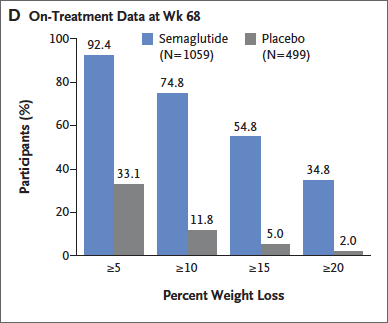 D On-Treatment Data at Wk 68
Semaglutide
(N=1059)
Placebo
(N=499)
Participants (%)
100
80
60
40
20
0
92.4
33.1
74.8
11.8
54.8
5.0
34.8
2.0
≥5
≥10
≥15
≥20
Percent Weight Loss